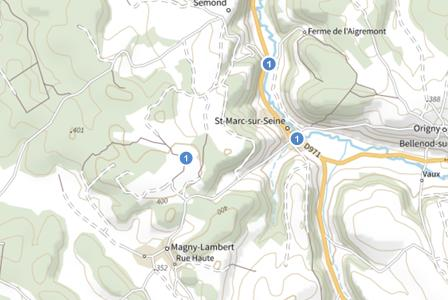 Semond
Ferme de l'Aigremont
1
.388
St-Marc-sur-Seine
Origny
.401
1
D971
Bellenod-su
1
Vaux
400
400
Magny-Lambert
Rue Haute
.352